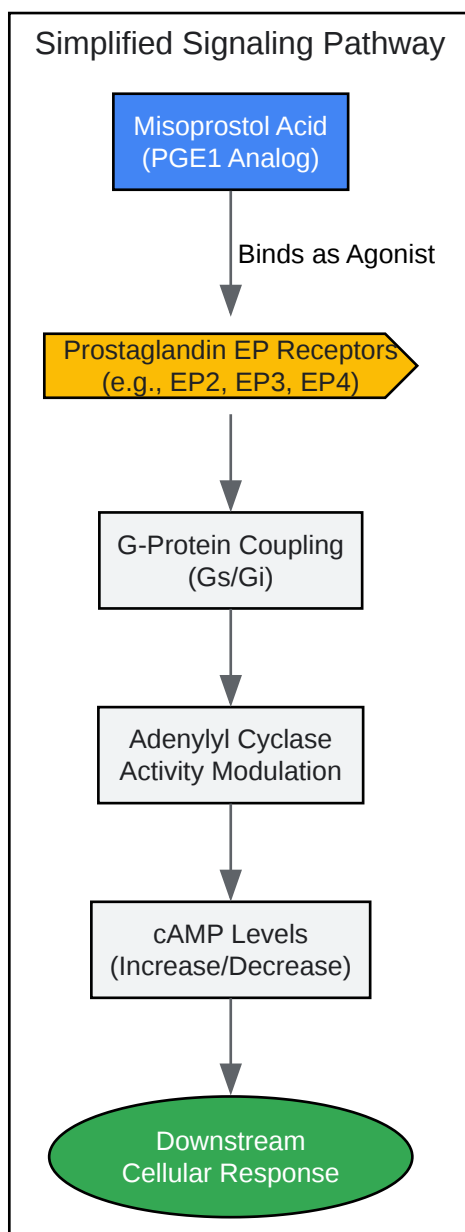 Simplified Signaling Pathway
Misoprostol Acid
(PGE1 Analog)
Binds as Agonist
Prostaglandin EP Receptors
(e.g., EP2, EP3, EP4)
G-Protein Coupling
(Gs/Gi)
Adenylyl Cyclase
Activity Modulation
cAMP Levels
(Increase/Decrease)
Downstream
Cellular Response